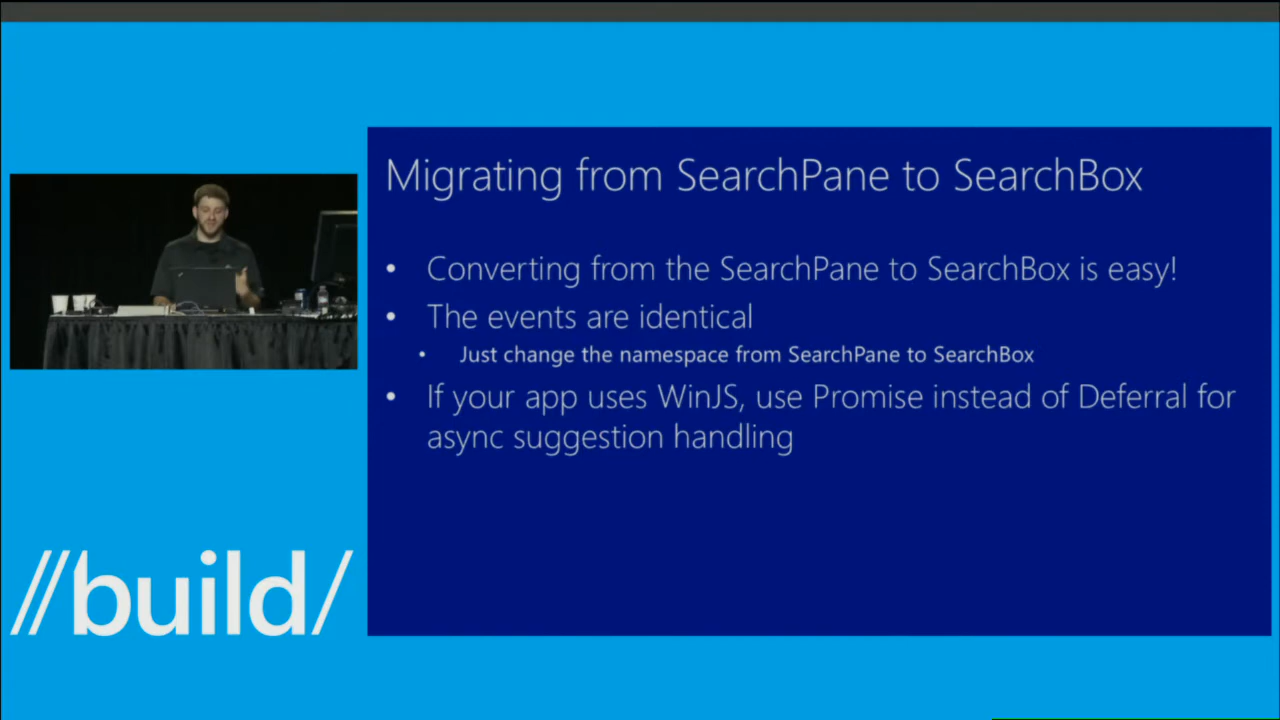 Migrating from SearchPane to SearchBox
• Converting from the SearchPane to SearchBox is easy!
• The events are identical
• Just change the namespace from SearchPane to SearchBox
• If your app uses WinJS, use Promise instead of Deferral for
async suggestion handling
//build/